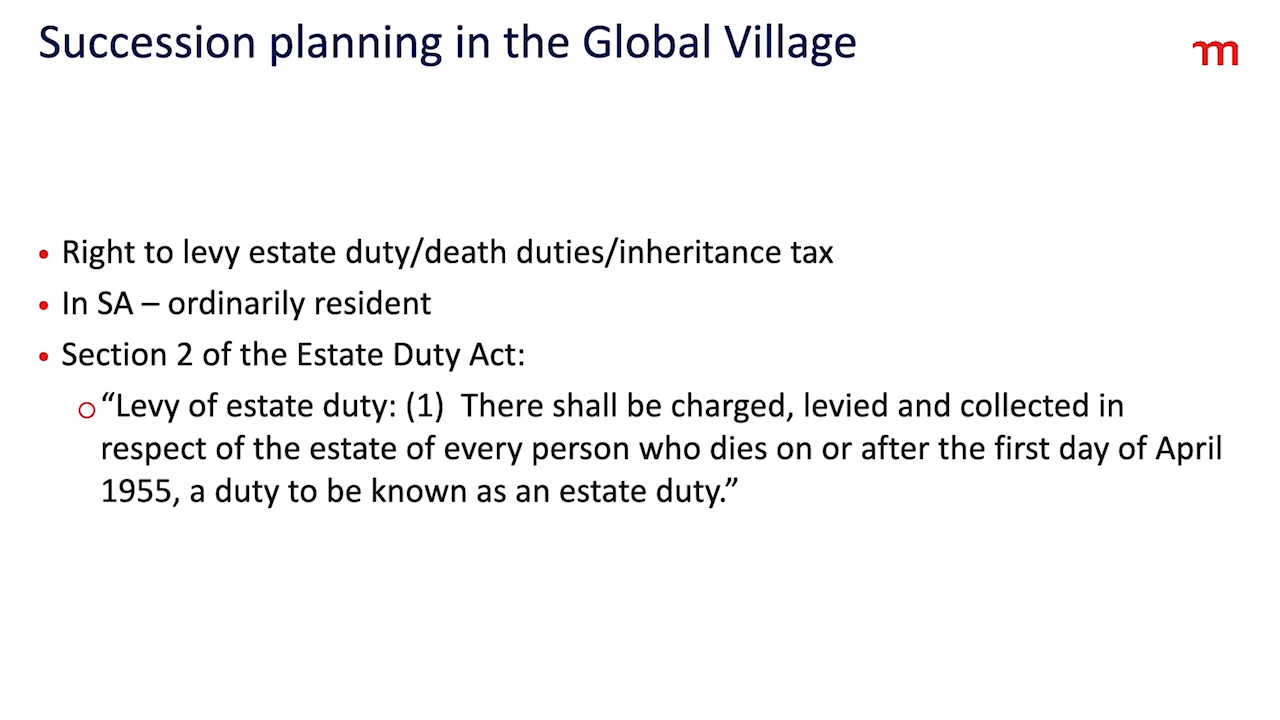 Succession planning in the Global Village
m
• Right to levy estate duty/death duties/inheritance tax
• In SA – ordinarily resident
• Section 2 of the Estate Duty Act:
○ “Levy of estate duty: (1)  There shall be charged, levied and collected in
respect of the estate of every person who dies on or after the first day of April
1955, a duty to be known as an estate duty.”